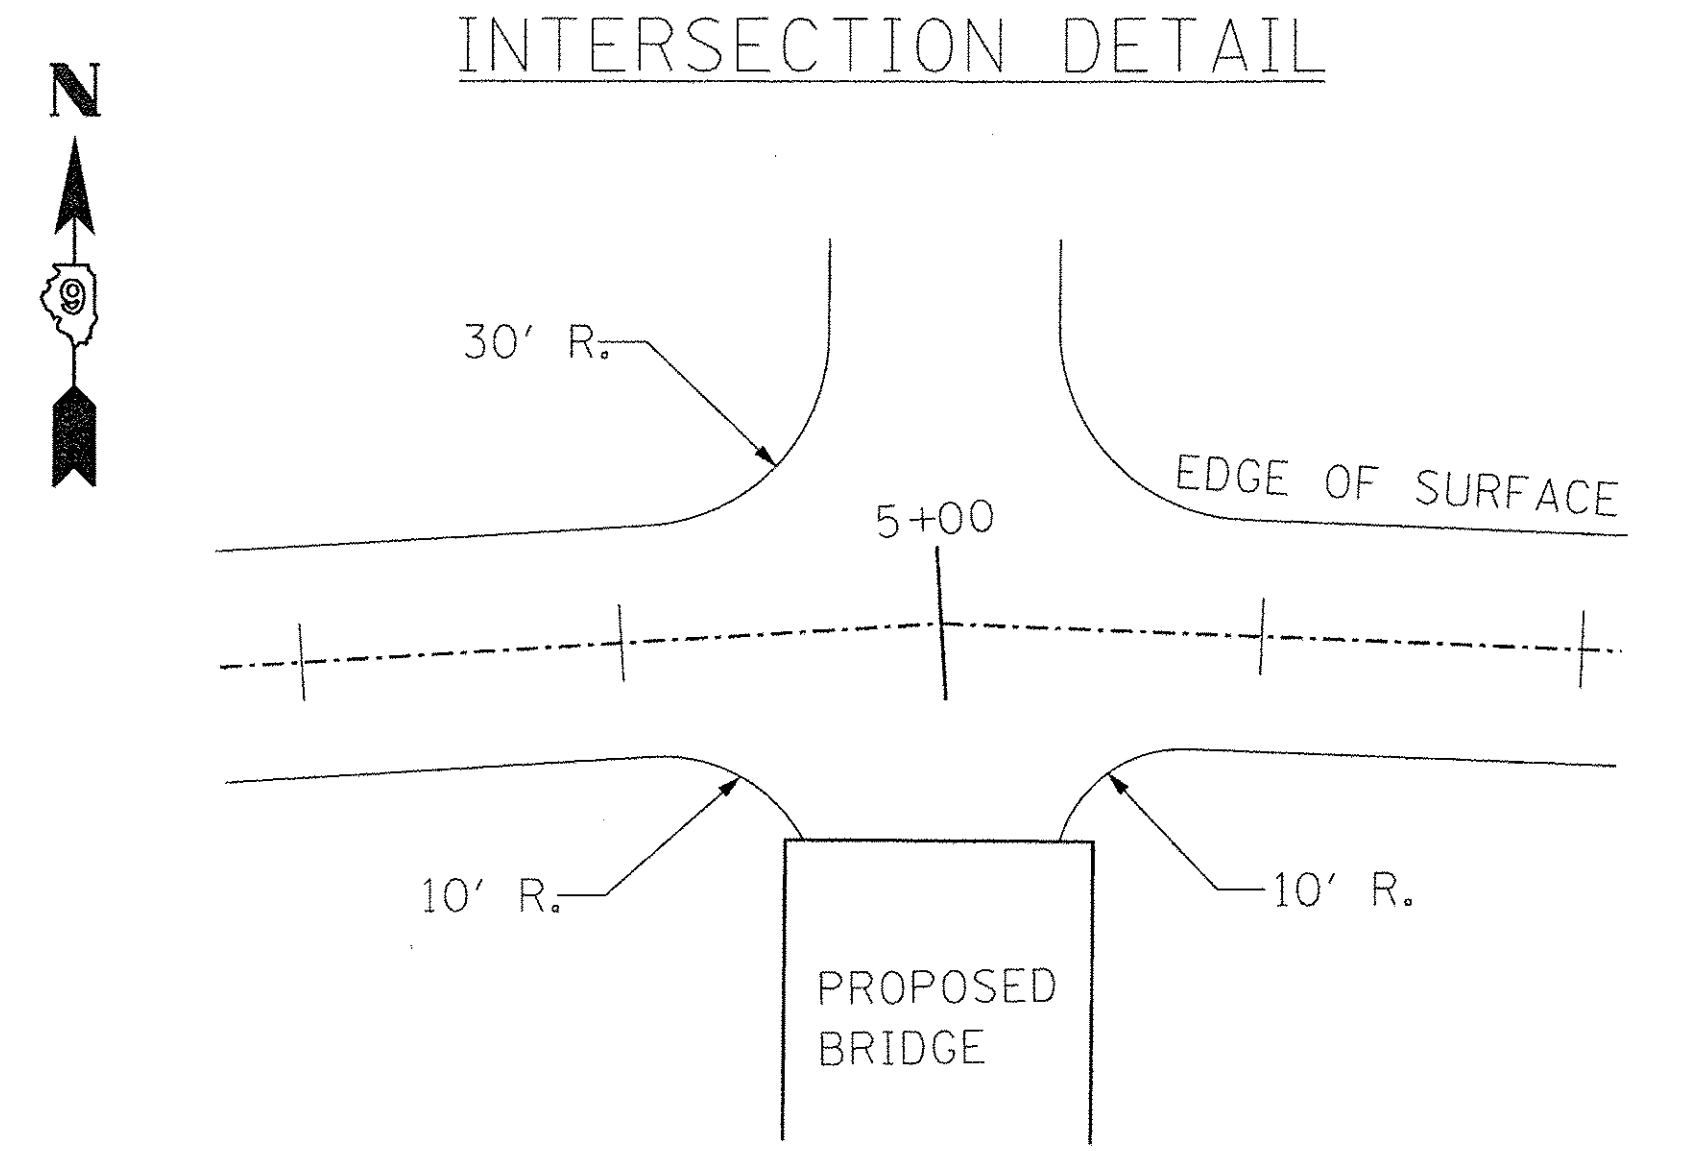 INTERSECTION DETAIL
N
9
30' R.
EDGE OF SURFACE
5+00
10' R.
10' R.
PROPOSED
BRIDGE